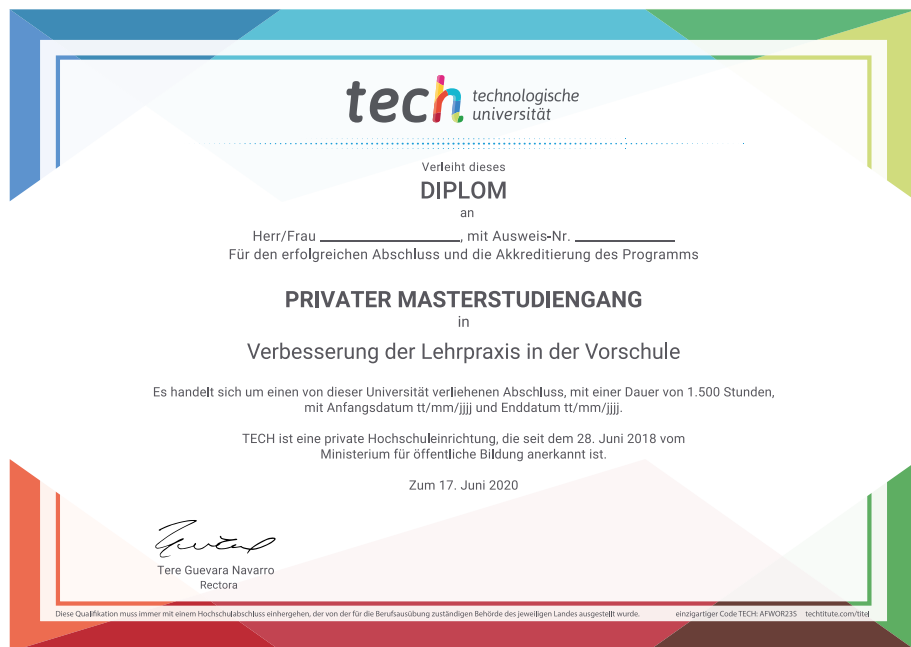 tech technologische
universität
Verleiht dieses
DIPLOM
an
Herr/Frau ____________________, mit Ausweis-Nr. ______________
Für den erfolgreichen Abschluss und die Akkreditierung des Programms
PRIVATER MASTERSTUDIENGANG
in
Verbesserung der Lehrpraxis in der Vorschule
Es handelt sich um einen von dieser Universität verliehenen Abschluss, mit einer Dauer von 1.500 Stunden,
mit Anfangsdatum tt/mm/jjjj und Enddatum tt/mm/jjjj.
TECH ist eine private Hochschuleinrichtung, die seit dem 28. Juni 2018 vom
Ministerium für öffentliche Bildung anerkannt ist.
Zum 17. Juni 2020
Tere Guevara Navarro
Rectora
Diese Qualifikation muss immer mit einem Hochschulabschluss einhergehen, der von der für die Berufsausübung zuständigen Behörde des jeweiligen Landes ausgestellt wurde. einzigartiger Code TECH: AFWOR23S techtitute.com/titel